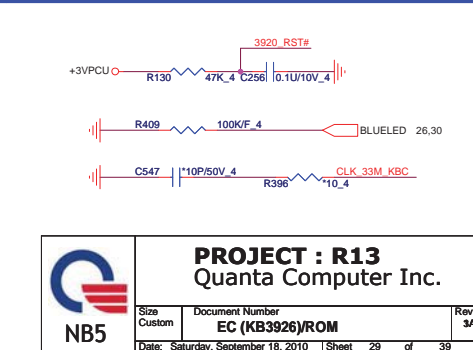 3920_RST#
+3VPCU
R130 47K_4 C256 0.1U/10V_4
R409 100K/F_4
BLUELED 26,30
C547 *10P/50V_4 CLK_33M_KBC
R396 *10_4
PROJECT : R13
Quanta Computer Inc.
NB5
Size Document Number Rev
Custom EC (KB3926)/ROM 3A
Date: Saturday, September 18, 2010 Sheet 29 of 39